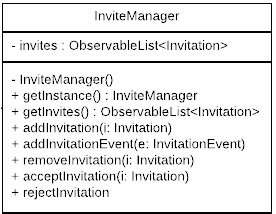 InviteManager
- invites : ObservableList<Invitation>
- InviteManager()
+ getInstance() : InviteManager
+ getInvites() : ObservableList<Invitation>
+ addInvitation(i: Invitation)
+ addInvitationEvent(e: InvitationEvent)
+ removeInvitation(i: Invitation)
+ acceptInvitation(i: Invitation)
+ rejectInvitation